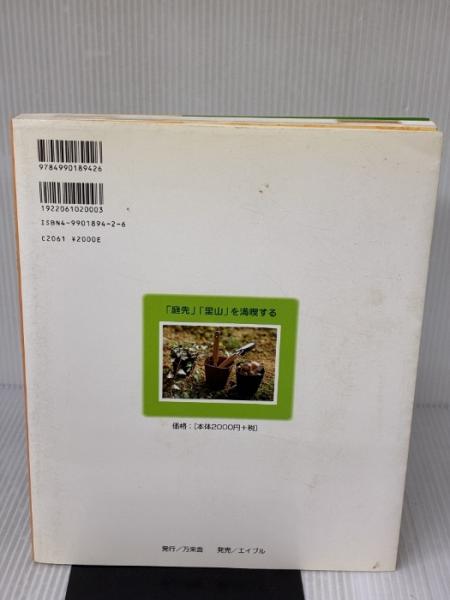 9784990189426
1922061020003
ISBN4-9901894-2-6
C2061 ¥2000E
「庭先」「里山」を満喫する
価格：〔本体2000円+税〕
発行／万来舎 発売／エイブル